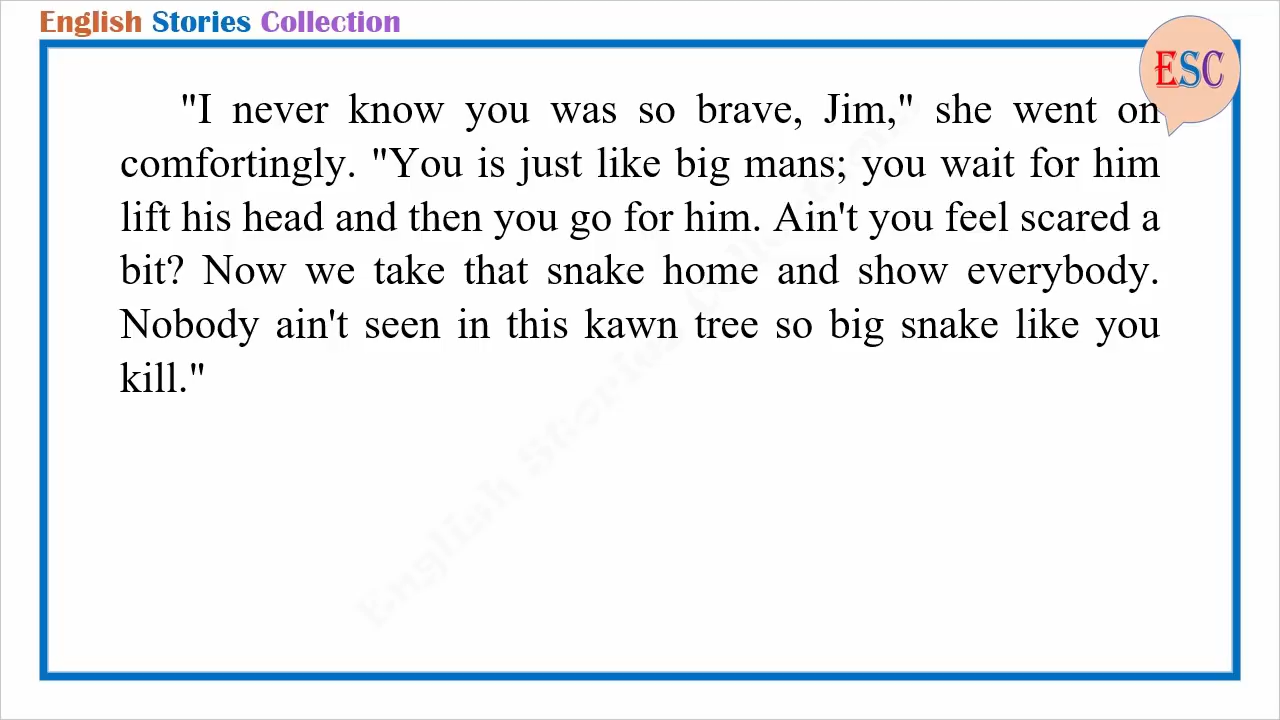 English Stories Collection
ESC
"I never know you was so brave, Jim," she went on
comfortingly. "You is just like big mans; you wait for him
lift his head and then you go for him. Ain't you feel scared a
bit? Now we take that snake home and show everybody.
Nobody ain't seen in this kawn tree so big snake like you
kill."
English Stories Collections